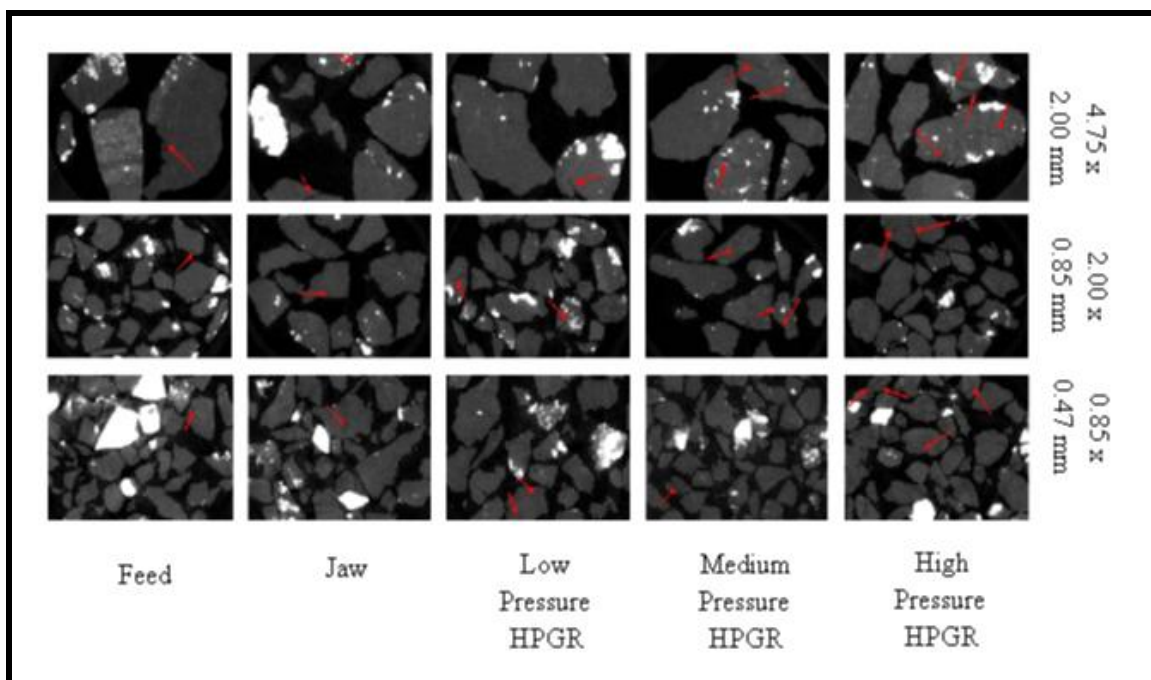 4.75 x
2.00 mm
2.00 x
0.85 mm
0.85 x
0.47 mm
Feed
Jaw
Low
Pressure
HPGR
Medium
Pressure
HPGR
High
Pressure
HPGR